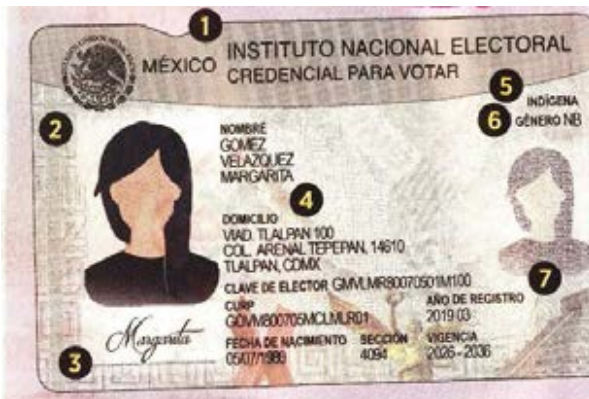 1
MÉXICO INSTITUTO NACIONAL ELECTORAL
CREDENCIAL PARA VOTAR
5
INDÍGENA
6 GÉNERO NB
2
NOMBRE
GOMEZ
VELAZQUEZ
MARGARITA
4
DOMICILIO
VIAD. TLALPAN 100
COL. ARENAL TEPEPAN, 14610
TLALPAN, CDMX
CLAVE DE ELECTOR GMVLMR80070501M100
7
CURP
GOVM800705MCLMLR01
AÑO DE REGISTRO
2019 03
Margarita
3
FECHA DE NACIMIENTO
05/07/1989
SECCIÓN
4094
VIGENCIA
2026 - 2036